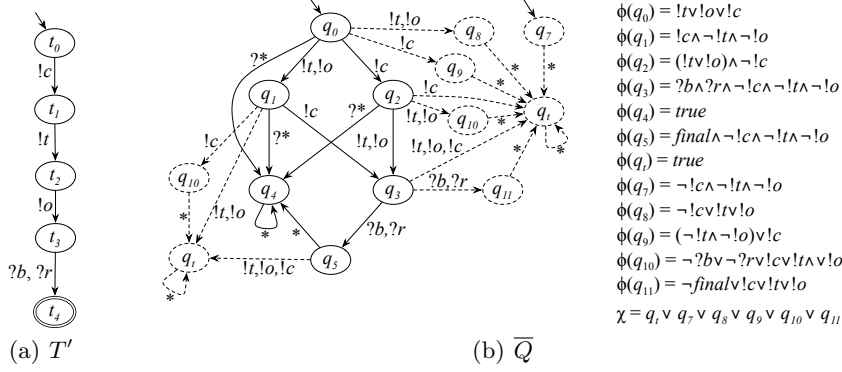 t0
!c
t1
!t
t2
!o
t3
?b, ?r
t4
(a) T′
q0
!t,!o
!c
?*
!t,!o
!c
q8
q7
q9
*
*
*
q1
q2
!c
!t,!o
q10
*
qt
*
!c
?*
?*
!c
!t,!o
!t,!o,!c
*
q10
!t,!o
q4
q3
?b,?r
q11
*
*
*
?b,?r
qt
!t,!o,!c
q5
*
(b) Q̅
ϕ(q0) = !t∨!o∨!c
ϕ(q1) = !c∧¬!t∧¬!o
ϕ(q2) = (!t∨!o)∧¬!c
ϕ(q3) = ?b∧?r∧¬!c∧¬!t∧¬!o
ϕ(q4) = true
ϕ(q5) = final∧¬!c∧¬!t∧¬!o
ϕ(qt) = true
ϕ(q7) = ¬!c∧¬!t∧¬!o
ϕ(q8) = ¬!c∨!t∨!o
ϕ(q9) = (¬!t∧¬!o)∨!c
ϕ(q10) = ¬?b∨¬?r∨!c∨!t∧∨!o
ϕ(q11) = ¬final∨!c∨!t∨!o
χ = qt ∨ q7 ∨ q8 ∨ q9 ∨ q10 ∨ q11